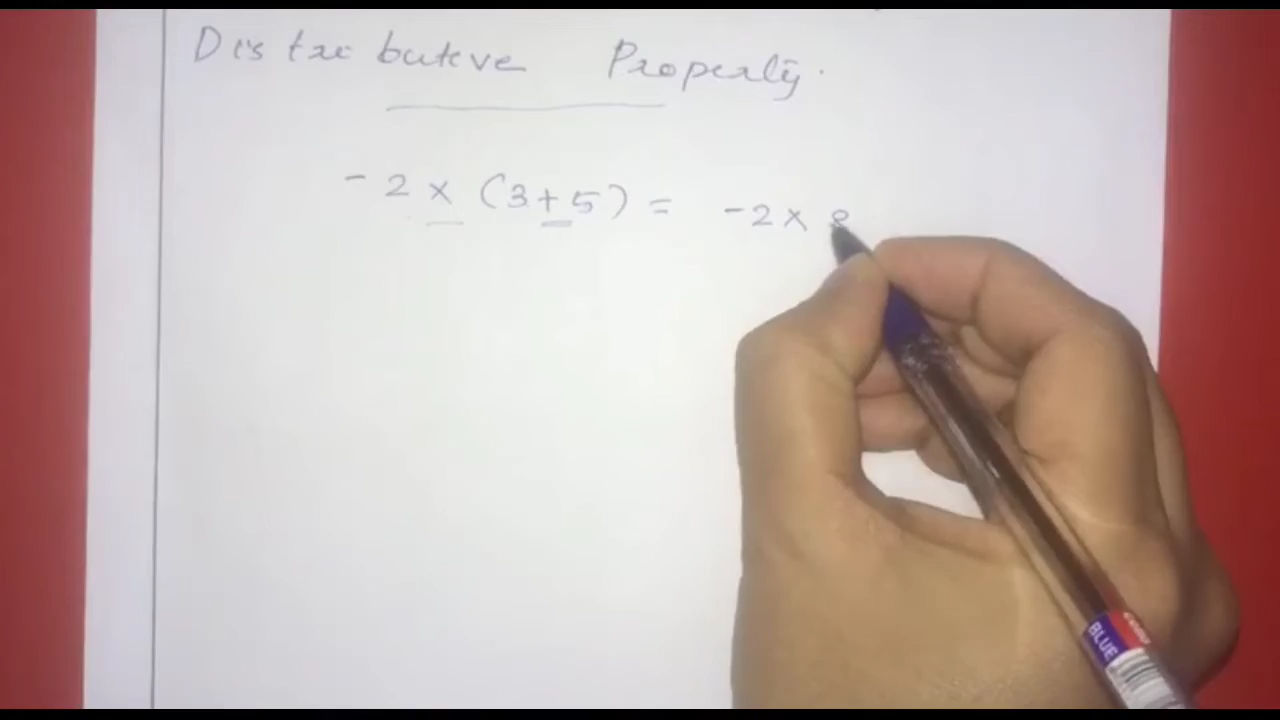 Distributive Property.
-2 × (3+5) = -2 × 8
BLUE